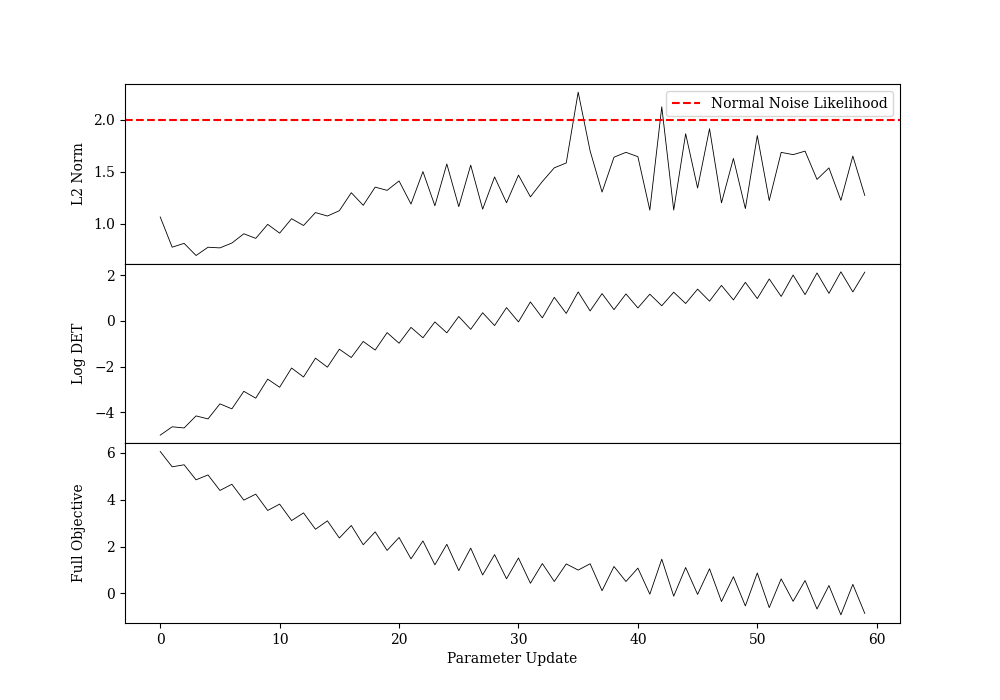 Normal Noise Likelihood
2.0
1.5
1.0
L2 Norm
2
0
−2
−4
Log DET
6
4
2
0
Full Objective
0 10 20 30 40 50 60
Parameter Update